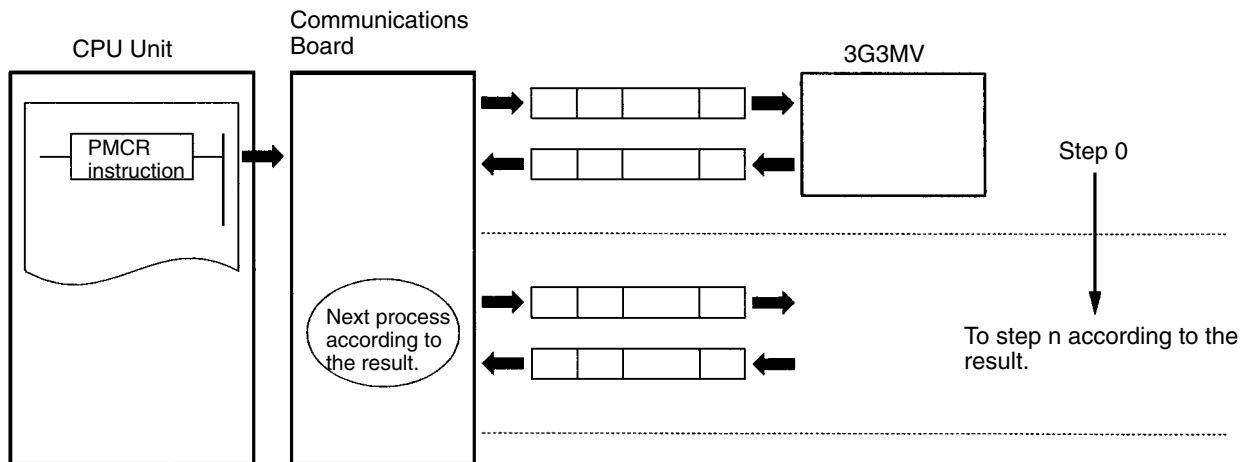 Communications
Board
CPU Unit
3G3MV
PMCR
instruction
Step 0
Next process
according to
the result.
To step n according to the
result.